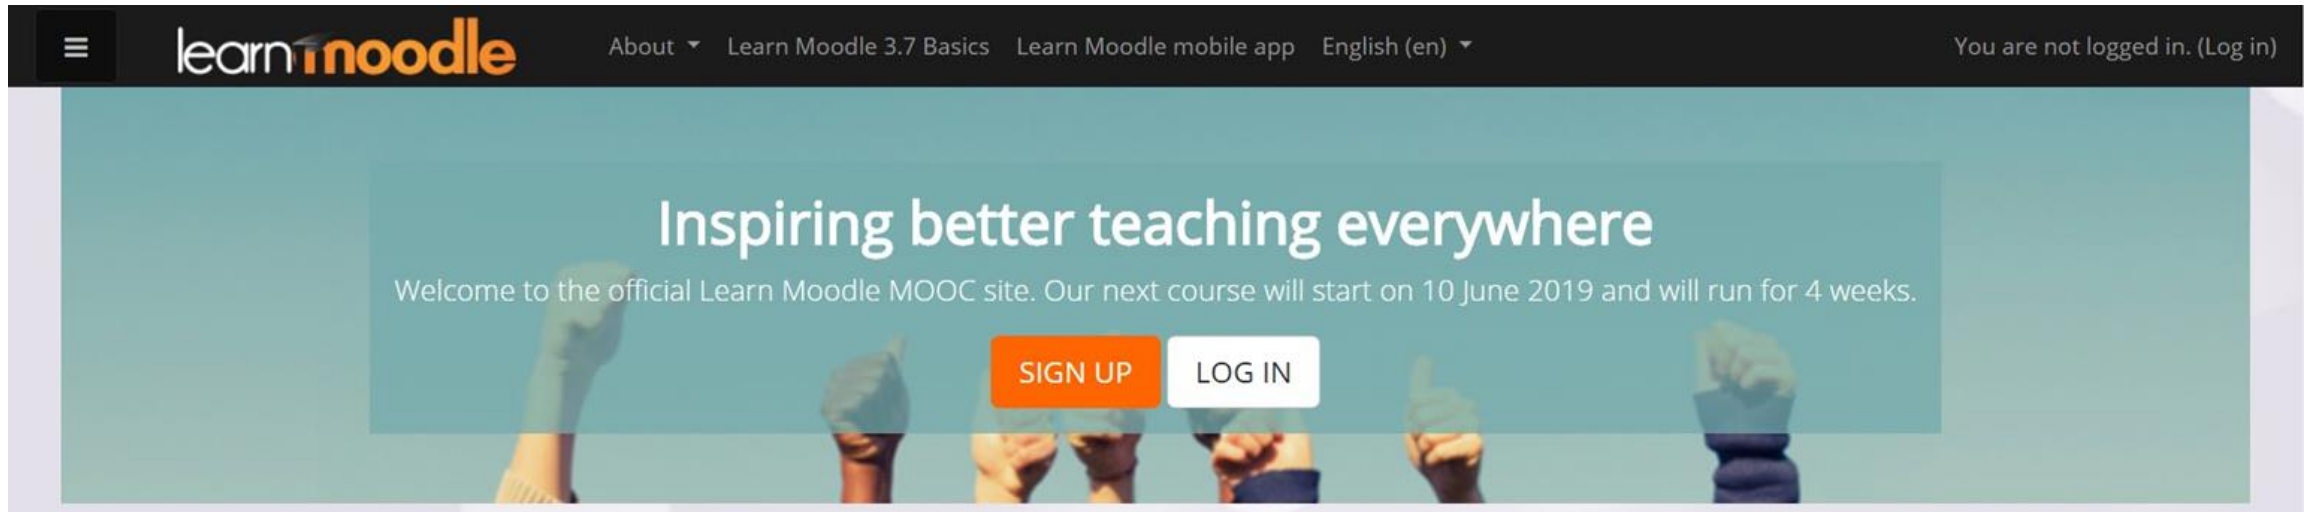 learn moodle About Learn Moodle 3.7 Basics Learn Moodle mobile app English (en) You are not logged in. (Log in)
Inspiring better teaching everywhere
Welcome to the official Learn Moodle MOOC site. Our next course will start on 10 June 2019 and will run for 4 weeks.
SIGN UP LOG IN